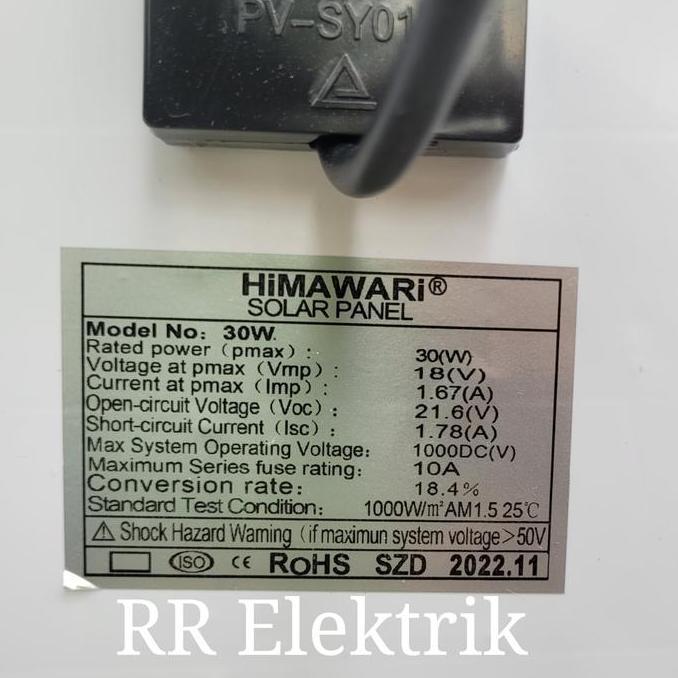 PV-SY01
HiMAWARi®
SOLAR PANEL
Model No: 30W.
Rated power (pmax) : 30(W)
Voltage at pmax (Vmp) : 18(V)
Current at pmax (Imp) : 1.67(A)
Open-circuit Voltage (Voc) : 21.6(V)
Short-circuit Current (Isc) : 1.78(A)
Max System Operating Voltage: 1000DC(V)
Maximum Series fuse rating: 10A
Conversion rate: 18.4%
Standard Test Condition: 1000W/m²AM1.5 25℃
Shock Hazard Warning (if maximun system voltage>50V
ISO CE RoHS SZD 2022.11
RR Elektrik